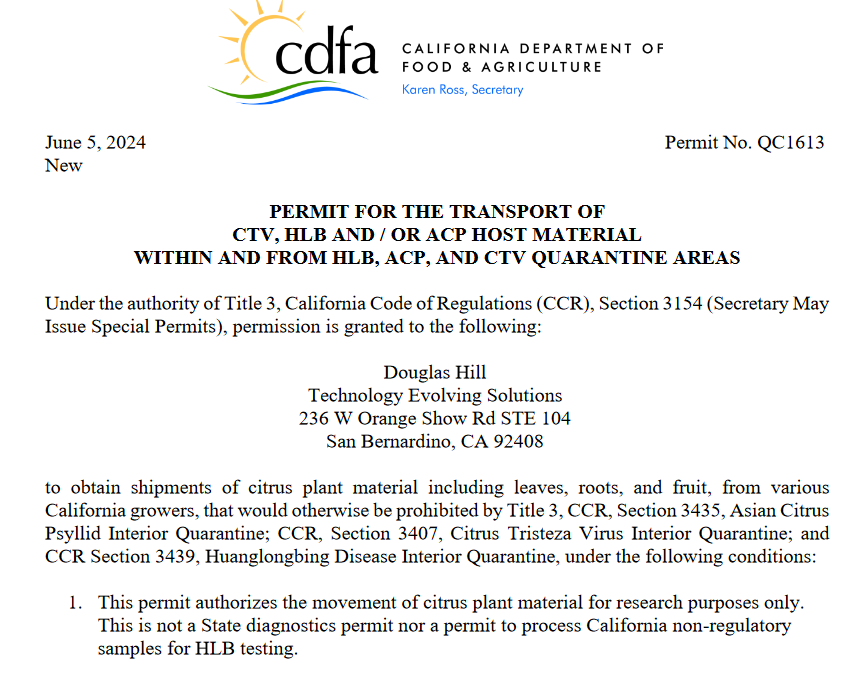 cdfa
CALIFORNIA DEPARTMENT OF
FOOD & AGRICULTURE
Karen Ross, Secretary
June 5, 2024
Permit No. QC1613
New
PERMIT FOR THE TRANSPORT OF
CTV, HLB AND / OR ACP HOST MATERIAL
WITHIN AND FROM HLB, ACP, AND CTV QUARANTINE AREAS
Under the authority of Title 3, California Code of Regulations (CCR), Section 3154 (Secretary May
Issue Special Permits), permission is granted to the following:
Douglas Hill
Technology Evolving Solutions
236 W Orange Show Rd STE 104
San Bernardino, CA 92408
to obtain shipments of citrus plant material including leaves, roots, and fruit, from various
California growers, that would otherwise be prohibited by Title 3, CCR, Section 3435, Asian Citrus
Psyllid Interior Quarantine; CCR, Section 3407, Citrus Tristeza Virus Interior Quarantine; and
CCR Section 3439, Huanglongbing Disease Interior Quarantine, under the following conditions:
1. This permit authorizes the movement of citrus plant material for research purposes only.
This is not a State diagnostics permit nor a permit to process California non-regulatory
samples for HLB testing.